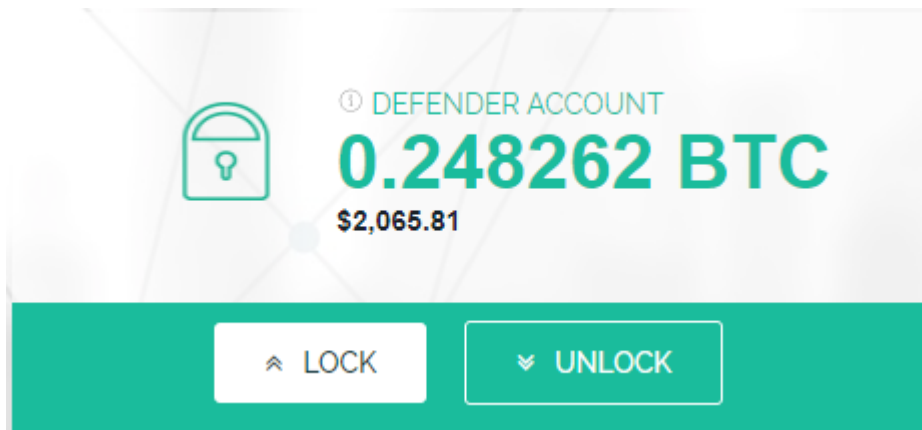 DEFENDER ACCOUNT
0.248262 BTC
$2,065.81
LOCK
UNLOCK